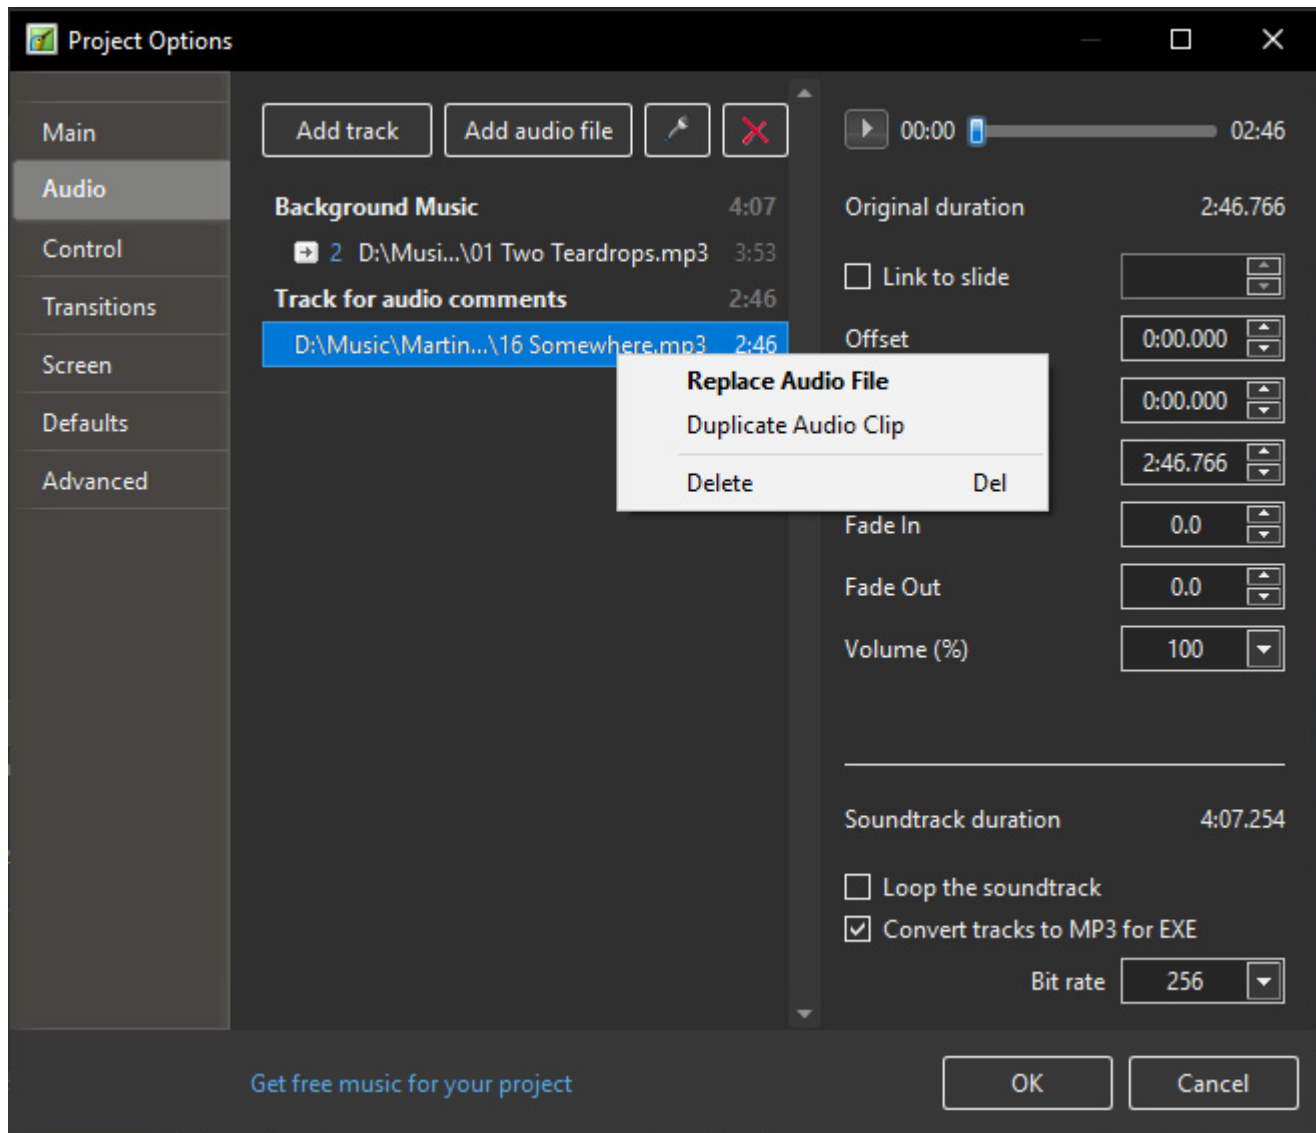 Project Options
Main
Audio
Control
Transitions
Screen
Defaults
Advanced
Add track
Add audio file
Background Music 4:07
2 D:\Musi...\01 Two Teardrops.mp3 3:53
Track for audio comments 2:46
D:\Music\Martin...\16 Somewhere.mp3 2:46
Replace Audio File
Duplicate Audio Clip
Delete Del
00:00 02:46
Original duration 2:46.766
Link to slide
Offset 0:00.000
0:00.000
2:46.766
Fade In 0.0
Fade Out 0.0
Volume (%) 100
Soundtrack duration 4:07.254
Loop the soundtrack
Convert tracks to MP3 for EXE
Bit rate 256
Get free music for your project
OK
Cancel